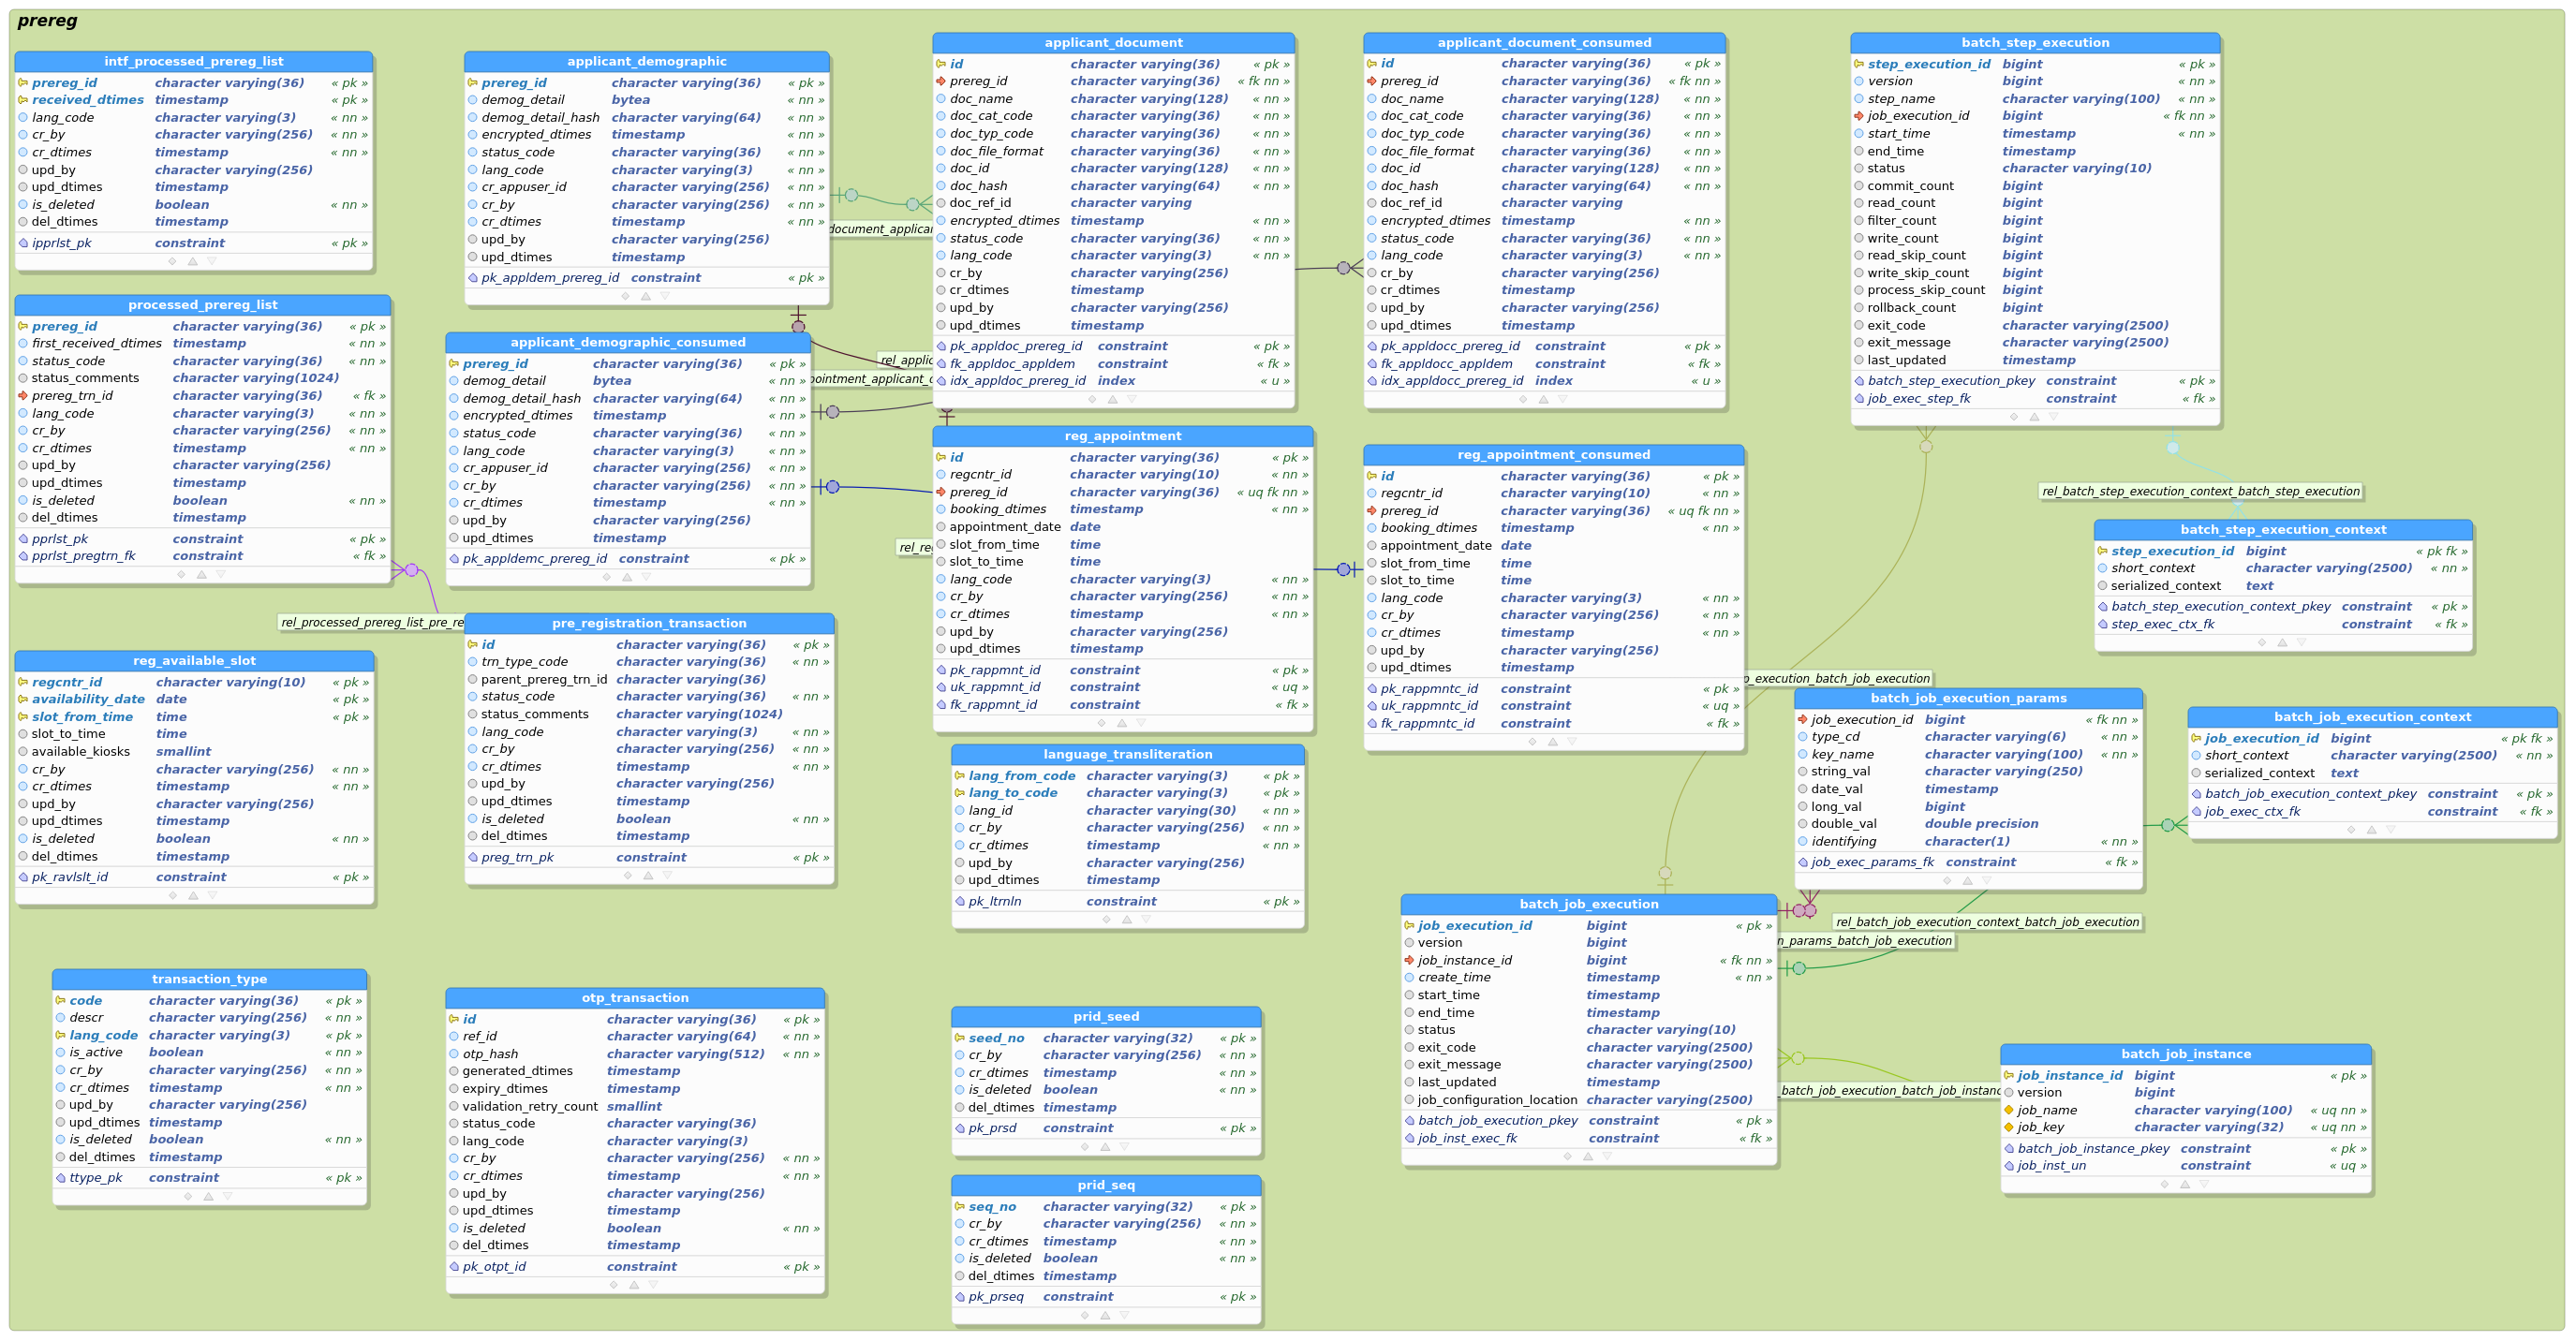 prereg
intf_processed_prereg_list
prereg_id character varying(36) « pk »
received_dtimes timestamp « pk »
lang_code character varying(3) « nn »
cr_by character varying(256) « nn »
cr_dtimes timestamp « nn »
upd_by character varying(256)
upd_dtimes timestamp
is_deleted boolean « nn »
del_dtimes timestamp
ipprlst_pk constraint « pk »
processed_prereg_list
prereg_id character varying(36) « pk »
first_received_dtimes timestamp « nn »
status_code character varying(36) « nn »
status_comments character varying(1024)
prereg_trn_id character varying(36) « fk »
lang_code character varying(3) « nn »
cr_by character varying(256) « nn »
cr_dtimes timestamp « nn »
upd_by character varying(256)
upd_dtimes timestamp
is_deleted boolean « nn »
del_dtimes timestamp
pprlst_pk constraint « pk »
pprlst_pregtrn_fk constraint « fk »
rel_processed_prereg_list_pre_re
reg_available_slot
regcntr_id character varying(10) « pk »
availability_date date « pk »
slot_from_time time « pk »
slot_to_time time
available_kiosks smallint
cr_by character varying(256) « nn »
cr_dtimes timestamp « nn »
upd_by character varying(256)
upd_dtimes timestamp
is_deleted boolean « nn »
del_dtimes timestamp
pk_ravlslt_id constraint « pk »
transaction_type
code character varying(36) « pk »
descr character varying(256) « nn »
lang_code character varying(3) « pk »
is_active boolean « nn »
cr_by character varying(256) « nn »
cr_dtimes timestamp « nn »
upd_by character varying(256)
upd_dtimes timestamp
is_deleted boolean « nn »
del_dtimes timestamp
ttype_pk constraint « pk »
applicant_demographic
prereg_id character varying(36) « pk »
demog_detail bytea « nn »
demog_detail_hash character varying(64) « nn »
encrypted_dtimes timestamp « nn »
status_code character varying(36) « nn »
lang_code character varying(3) « nn »
cr_appuser_id character varying(256) « nn »
cr_by character varying(256) « nn »
cr_dtimes timestamp « nn »
upd_by character varying(256)
upd_dtimes timestamp
pk_appldem_prereg_id constraint « pk »
document_applican
applicant_demographic_consumed
prereg_id character varying(36) « pk »
demog_detail bytea « nn »
demog_detail_hash character varying(64) « nn »
encrypted_dtimes timestamp « nn »
status_code character varying(36) « nn »
lang_code character varying(3) « nn »
cr_appuser_id character varying(256) « nn »
cr_by character varying(256) « nn »
cr_dtimes timestamp « nn »
upd_by character varying(256)
upd_dtimes timestamp
pk_appldemc_prereg_id constraint « pk »
rel_applic
pointment_applicant_d
rel_reg
pre_registration_transaction
id character varying(36) « pk »
trn_type_code character varying(36) « nn »
parent_prereg_trn_id character varying(36)
status_code character varying(36) « nn »
status_comments character varying(1024)
lang_code character varying(3) « nn »
cr_by character varying(256) « nn »
cr_dtimes timestamp « nn »
upd_by character varying(256)
upd_dtimes timestamp
is_deleted boolean « nn »
del_dtimes timestamp
preg_trn_pk constraint « pk »
otp_transaction
id character varying(36) « pk »
ref_id character varying(64) « nn »
otp_hash character varying(512) « nn »
generated_dtimes timestamp
expiry_dtimes timestamp
validation_retry_count smallint
status_code character varying(36)
lang_code character varying(3)
cr_by character varying(256) « nn »
cr_dtimes timestamp « nn »
upd_by character varying(256)
upd_dtimes timestamp
is_deleted boolean « nn »
del_dtimes timestamp
pk_otpt_id constraint « pk »
applicant_document
id character varying(36) « pk »
prereg_id character varying(36) « fk nn »
doc_name character varying(128) « nn »
doc_cat_code character varying(36) « nn »
doc_typ_code character varying(36) « nn »
doc_file_format character varying(36) « nn »
doc_id character varying(128) « nn »
doc_hash character varying(64) « nn »
doc_ref_id character varying
encrypted_dtimes timestamp « nn »
status_code character varying(36) « nn »
lang_code character varying(3) « nn »
cr_by character varying(256)
cr_dtimes timestamp
upd_by character varying(256)
upd_dtimes timestamp
pk_appldoc_prereg_id constraint « pk »
fk_appldoc_appldem constraint « fk »
idx_appldoc_prereg_id index « u »
reg_appointment
id character varying(36) « pk »
regcntr_id character varying(10) « nn »
prereg_id character varying(36) « uq fk nn »
booking_dtimes timestamp « nn »
appointment_date date
slot_from_time time
slot_to_time time
lang_code character varying(3) « nn »
cr_by character varying(256) « nn »
cr_dtimes timestamp « nn »
upd_by character varying(256)
upd_dtimes timestamp
pk_rappmnt_id constraint « pk »
uk_rappmnt_id constraint « uq »
fk_rappmnt_id constraint « fk »
language_transliteration
lang_from_code character varying(3) « pk »
lang_to_code character varying(3) « pk »
lang_id character varying(30) « nn »
cr_by character varying(256) « nn »
cr_dtimes timestamp « nn »
upd_by character varying(256)
upd_dtimes timestamp
pk_ltrnln constraint « pk »
prid_seed
seed_no character varying(32) « pk »
cr_by character varying(256) « nn »
cr_dtimes timestamp « nn »
is_deleted boolean « nn »
del_dtimes timestamp
pk_prsd constraint « pk »
prid_seq
seq_no character varying(32) « pk »
cr_by character varying(256) « nn »
cr_dtimes timestamp « nn »
is_deleted boolean « nn »
del_dtimes timestamp
pk_prseq constraint « pk »
applicant_document_consumed
id character varying(36) « pk »
prereg_id character varying(36) « fk nn »
doc_name character varying(128) « nn »
doc_cat_code character varying(36) « nn »
doc_typ_code character varying(36) « nn »
doc_file_format character varying(36) « nn »
doc_id character varying(128) « nn »
doc_hash character varying(64) « nn »
doc_ref_id character varying
encrypted_dtimes timestamp « nn »
status_code character varying(36) « nn »
lang_code character varying(3) « nn »
cr_by character varying(256)
cr_dtimes timestamp
upd_by character varying(256)
upd_dtimes timestamp
pk_appldocc_prereg_id constraint « pk »
fk_appldocc_appldem constraint « fk »
idx_appldocc_prereg_id index « u »
reg_appointment_consumed
id character varying(36) « pk »
regcntr_id character varying(10) « nn »
prereg_id character varying(36) « uq fk nn »
booking_dtimes timestamp « nn »
appointment_date date
slot_from_time time
slot_to_time time
lang_code character varying(3) « nn »
cr_by character varying(256) « nn »
cr_dtimes timestamp « nn »
upd_by character varying(256)
upd_dtimes timestamp
pk_rappmntc_id constraint « pk »
uk_rappmntc_id constraint « uq »
fk_rappmntc_id constraint « fk »
batch_step_execution
step_execution_id bigint « pk »
version bigint « nn »
step_name character varying(100) « nn »
job_execution_id bigint « fk nn »
start_time timestamp « nn »
end_time timestamp
status character varying(10)
commit_count bigint
read_count bigint
filter_count bigint
write_count bigint
read_skip_count bigint
write_skip_count bigint
process_skip_count bigint
rollback_count bigint
exit_code character varying(2500)
exit_message character varying(2500)
last_updated timestamp
batch_step_execution_pkey constraint « pk »
job_exec_step_fk constraint « fk »
rel_batch_step_execution_context_batch_step_execution
batch_step_execution_context
step_execution_id bigint « pk fk »
short_context character varying(2500) « nn »
serialized_context text
batch_step_execution_context_pkey constraint « pk »
step_exec_ctx_fk constraint « fk »
p_execution_batch_job_execution
batch_job_execution_params
job_execution_id bigint « fk nn »
type_cd character varying(6) « nn »
key_name character varying(100) « nn »
string_val character varying(250)
date_val timestamp
long_val bigint
double_val double precision
identifying character(1) « nn »
job_exec_params_fk constraint « fk »
batch_job_execution_context
job_execution_id bigint « pk fk »
short_context character varying(2500) « nn »
serialized_context text
batch_job_execution_context_pkey constraint « pk »
job_exec_ctx_fk constraint « fk »
rel_batch_job_execution_context_batch_job_execution
n_params_batch_job_execution
batch_job_execution
job_execution_id bigint « pk »
version bigint
job_instance_id bigint « fk nn »
create_time timestamp « nn »
start_time timestamp
end_time timestamp
status character varying(10)
exit_code character varying(2500)
exit_message character varying(2500)
last_updated timestamp
job_configuration_location character varying(2500)
batch_job_execution_pkey constraint « pk »
job_inst_exec_fk constraint « fk »
batch_job_execution_batch_job_instanc
batch_job_instance
job_instance_id bigint « pk »
version bigint
job_name character varying(100) « uq nn »
job_key character varying(32) « uq nn »
batch_job_instance_pkey constraint « pk »
job_inst_un constraint « uq »